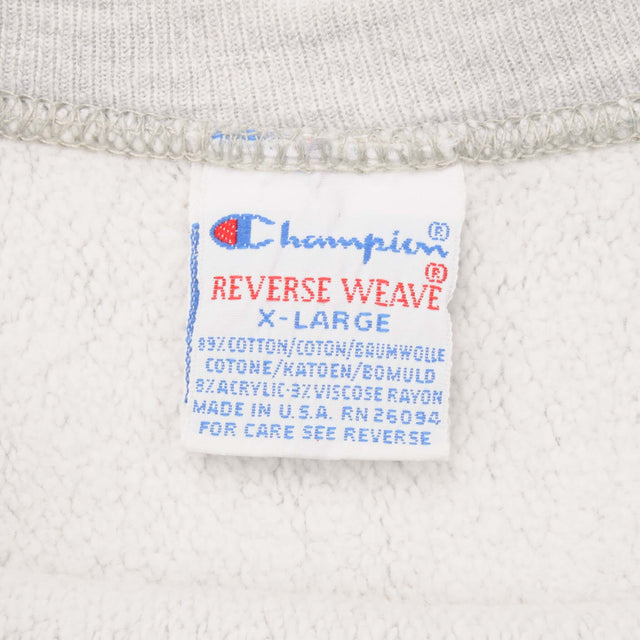 Champion®
REVERSE WEAVE®
X-LARGE
89% COTTON/COTON/BAUMWOLLE
COTONE/KATOEN/BOMULD
8% ACRYLIC-3% VISCOSE RAYON
MADE IN U.S.A. RN 26094
FOR CARE SEE REVERSE